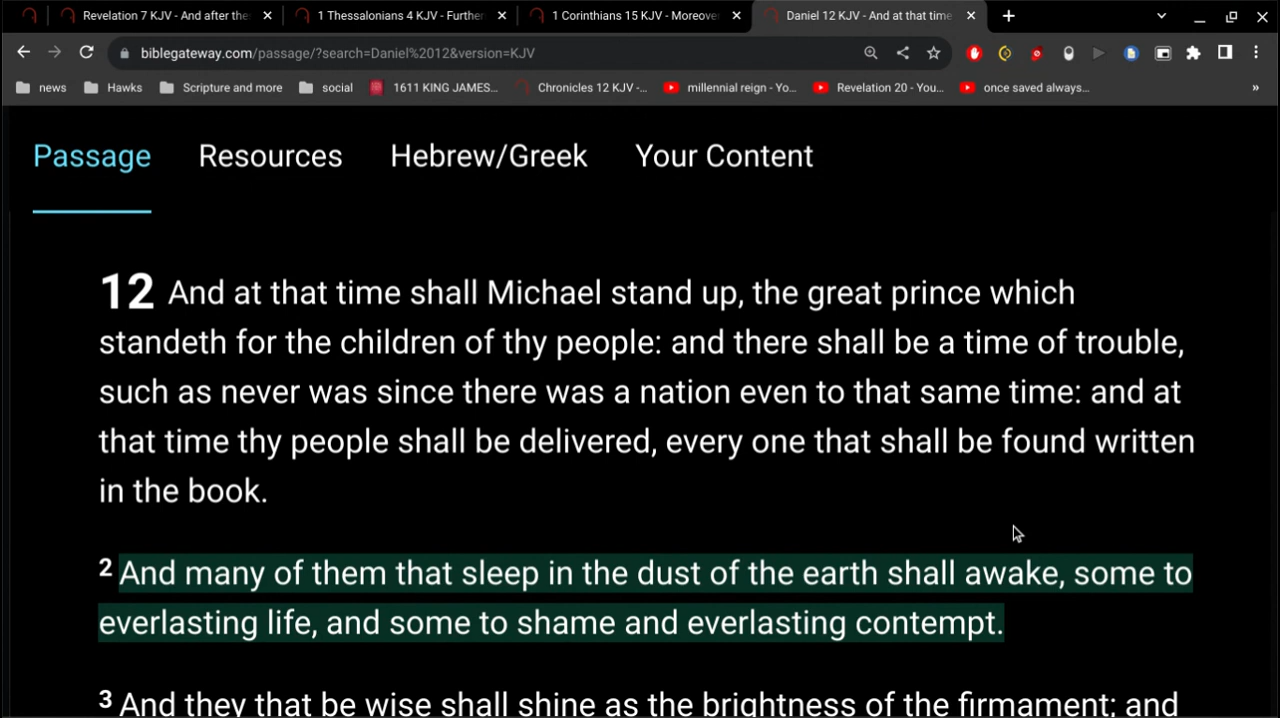 Revelation 7 KJV - And after the
1 Thessalonians 4 KJV - Further
1 Corinthians 15 KJV - Moreover
Daniel 12 KJV - And at that time
biblegateway.com/passage/?search=Daniel%2012&version=KJV
news
Hawks
Scripture and more
social
1611 KING JAMES...
Chronicles 12 KJV -...
millennial reign - Yo...
Revelation 20 - You...
once saved always...
»
Passage
Resources
Hebrew/Greek
Your Content
12 And at that time shall Michael stand up, the great prince which
standeth for the children of thy people: and there shall be a time of trouble,
such as never was since there was a nation even to that same time: and at
that time thy people shall be delivered, every one that shall be found written
in the book.
2 And many of them that sleep in the dust of the earth shall awake, some to
everlasting life, and some to shame and everlasting contempt.
3 And they that be wise shall shine as the brightness of the firmament; and